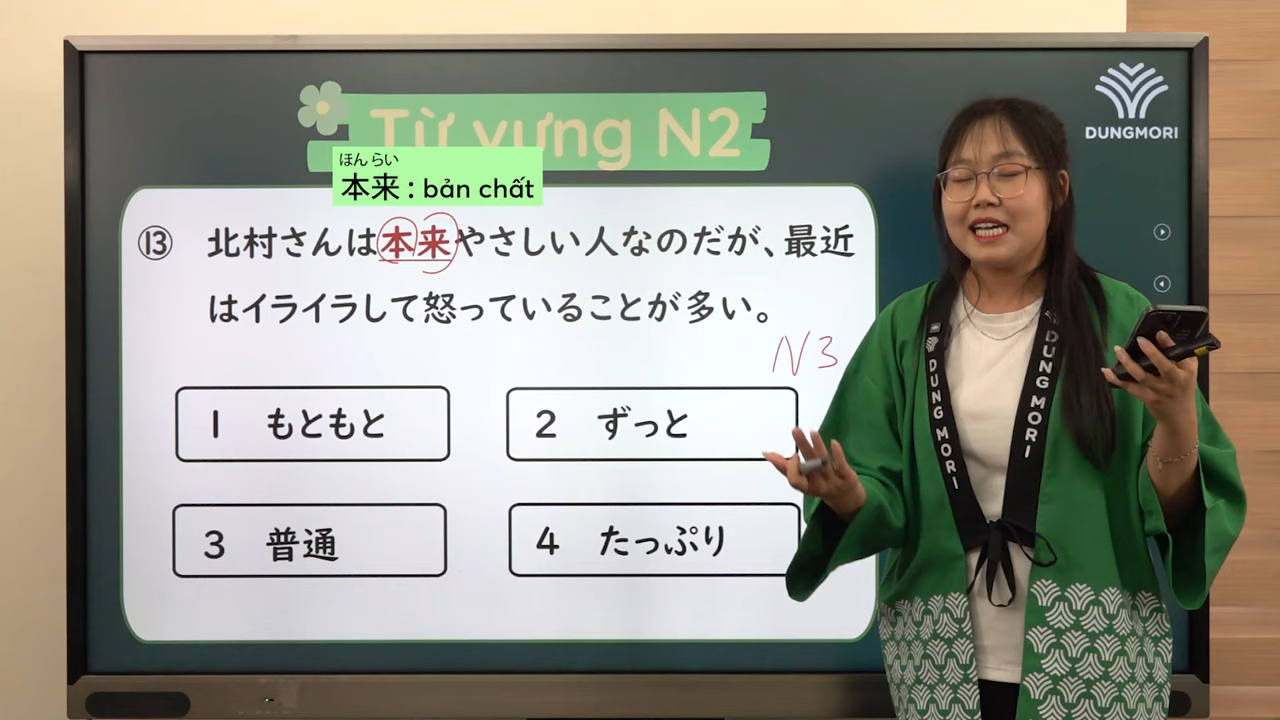 Từ vựng N2
DUNGMORI
ほんらい
本来 : bản chất
⑬ 北村さんは本来やさしい人なのだが、最近
はイライラして怒っていることが多い。
N3
1 もともと
2 ずっと
3 普通
4 たっぷり
DUNG MORI
DUNG MORI